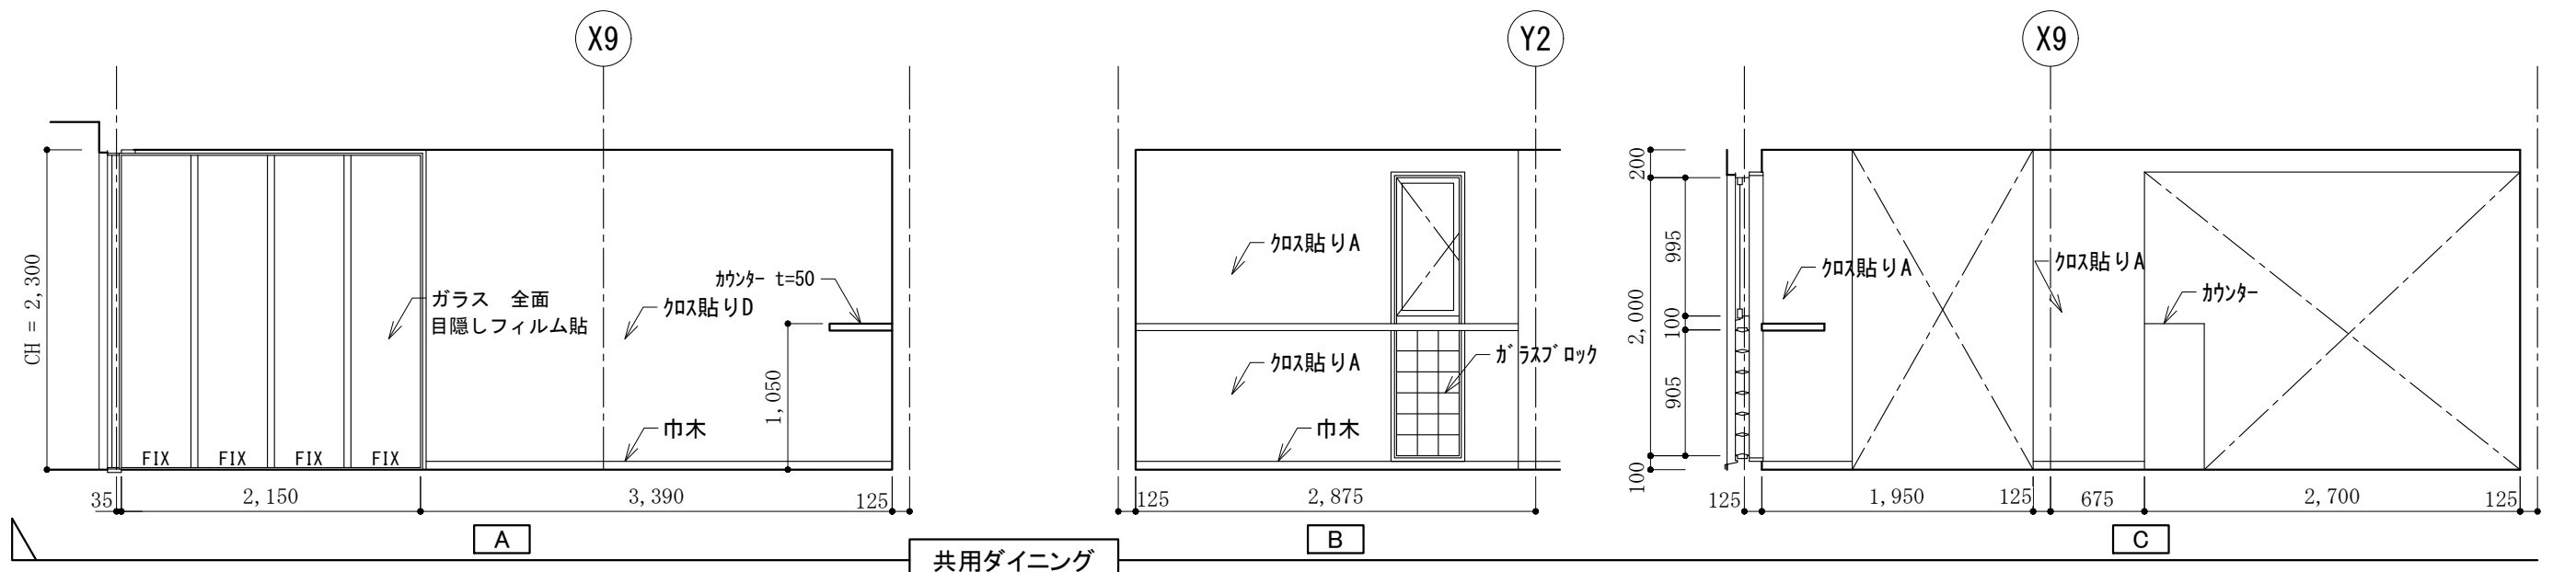 X9
CH = 2,300
ガラス 全面
目隠しフィルム貼
クロス貼りD
カウンター t=50
1,050
巾木
FIX FIX FIX FIX
35 2,150 3,390 125
A
Y2
クロス貼りA
クロス貼りA
ガラスブロック
巾木
125 2,875
B
X9
200
995
2,000
100
905
100
クロス貼りA
クロス貼りA
カウンター
125 1,950 125 675 2,700 125
C
共用ダイニング